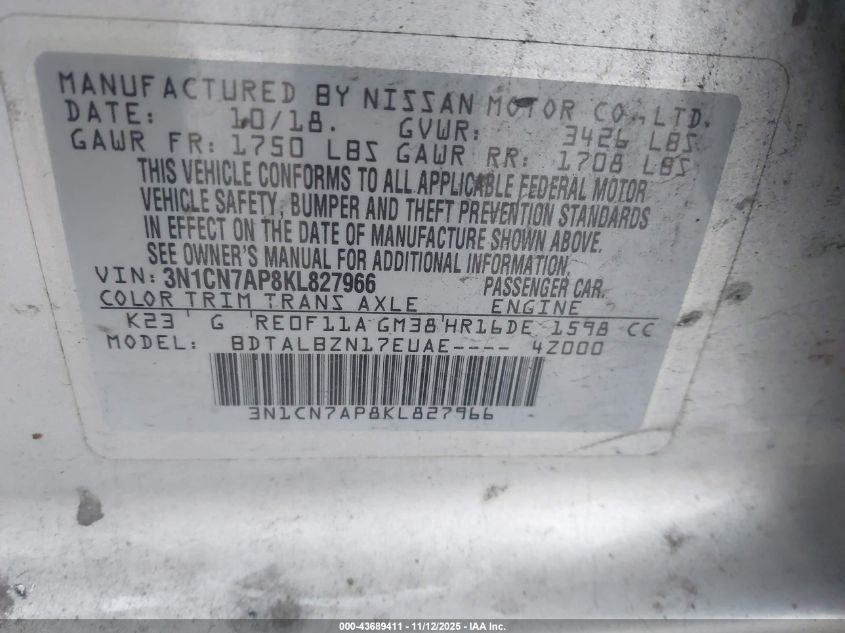 MANUFACTURED BY NISSAN MOTOR CO., LTD.
DATE: 10/18. GVWR: 3426 LBS
GAWR FR: 1750 LBS GAWR RR: 1708 LBS
THIS VEHICLE CONFORMS TO ALL APPLICABLE FEDERAL MOTOR
VEHICLE SAFETY, BUMPER AND THEFT PREVENTION STANDARDS
IN EFFECT ON THE DATE OF MANUFACTURE SHOWN ABOVE.
SEE OWNER'S MANUAL FOR ADDITIONAL INFORMATION.
VIN: 3N1CN7AP8KL827966 PASSENGER CAR.
COLOR TRIM TRANS AXLE ENGINE
K23 G RE0F11A GM38 HR16DE 1598 CC
MODEL: BDTALBZN17EUAE---- 4Z000
3N1CN7AP8KL827966
000-43689411 - 11/12/2025 - IAA Inc.